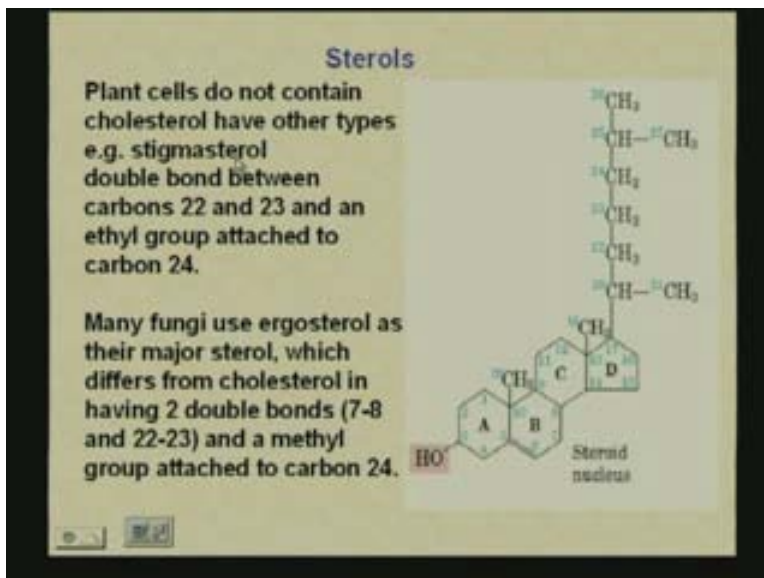 Sterols
Plant cells do not contain
cholesterol have other types
e.g. stigmasterol
double bond between
carbons 22 and 23 and an
ethyl group attached to
carbon 24.
Many fungi use ergosterol as
their major sterol, which
differs from cholesterol in
having 2 double bonds (7-8
and 22-23) and a methyl
group attached to carbon 24.
CH3
CH—CH3
CH2
CH2
CH2
CH—CH3
CH3
CH3
A
B
C
D
HO
Steroid
nucleus